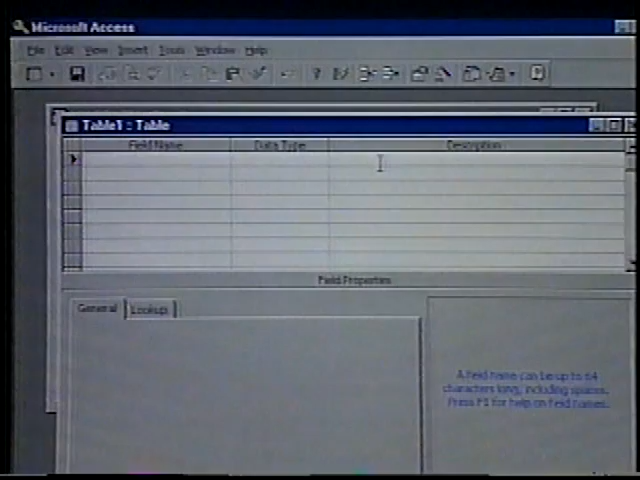 Microsoft Access
File Edit View Insert Tools Window Help
Table1 : Table
Field Name Data Type Description
Field Properties
General Lookup
A field name can be up to 64
characters long, including spaces.
Press F1 for help on field names.